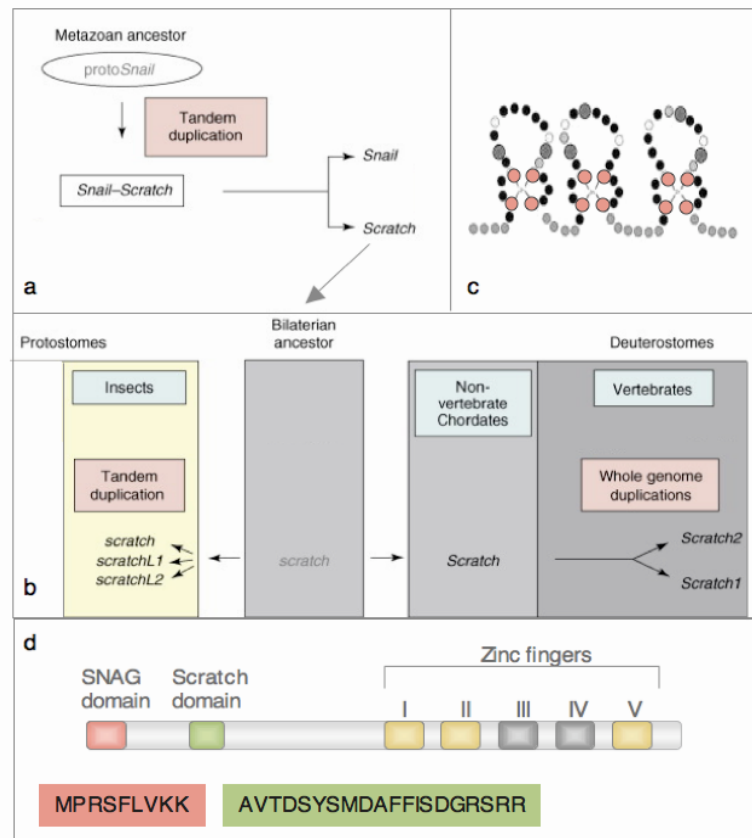 Metazoan ancestor
protoSnail
Tandem
duplication
Snail
Snail–Scratch
Scratch
a
c
Protostomes
Bilaterian
ancestor
Deuterostomes
Insects
Non-
vertebrate
Chordates
Vertebrates
Tandem
duplication
Whole genome
duplications
scratch
scratchL1
scratchL2
scratch
Scratch
Scratch2
Scratch1
b
d
Zinc fingers
SNAG
domain
Scratch
domain
I II III IV V
MPRSFLVKK
AVTDSYSMDAFFISDGRSRR